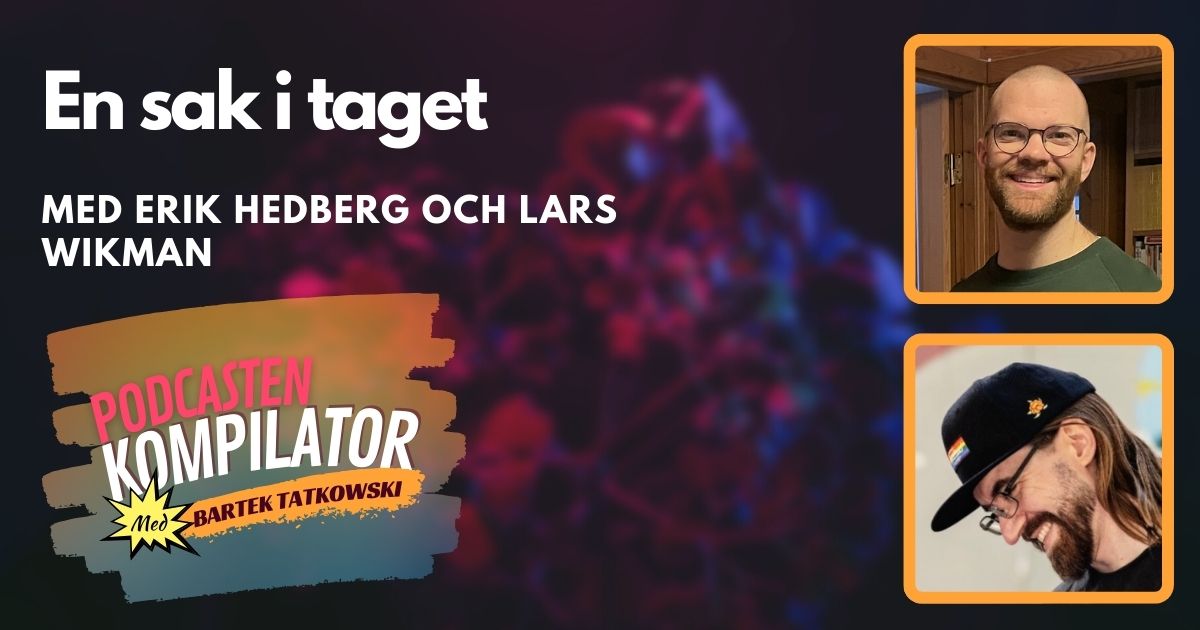 En sak i taget
MED ERIK HEDBERG OCH LARS
WIKMAN
PODCASTEN
KOMPILATOR
Med BARTEK TATKOWSKI